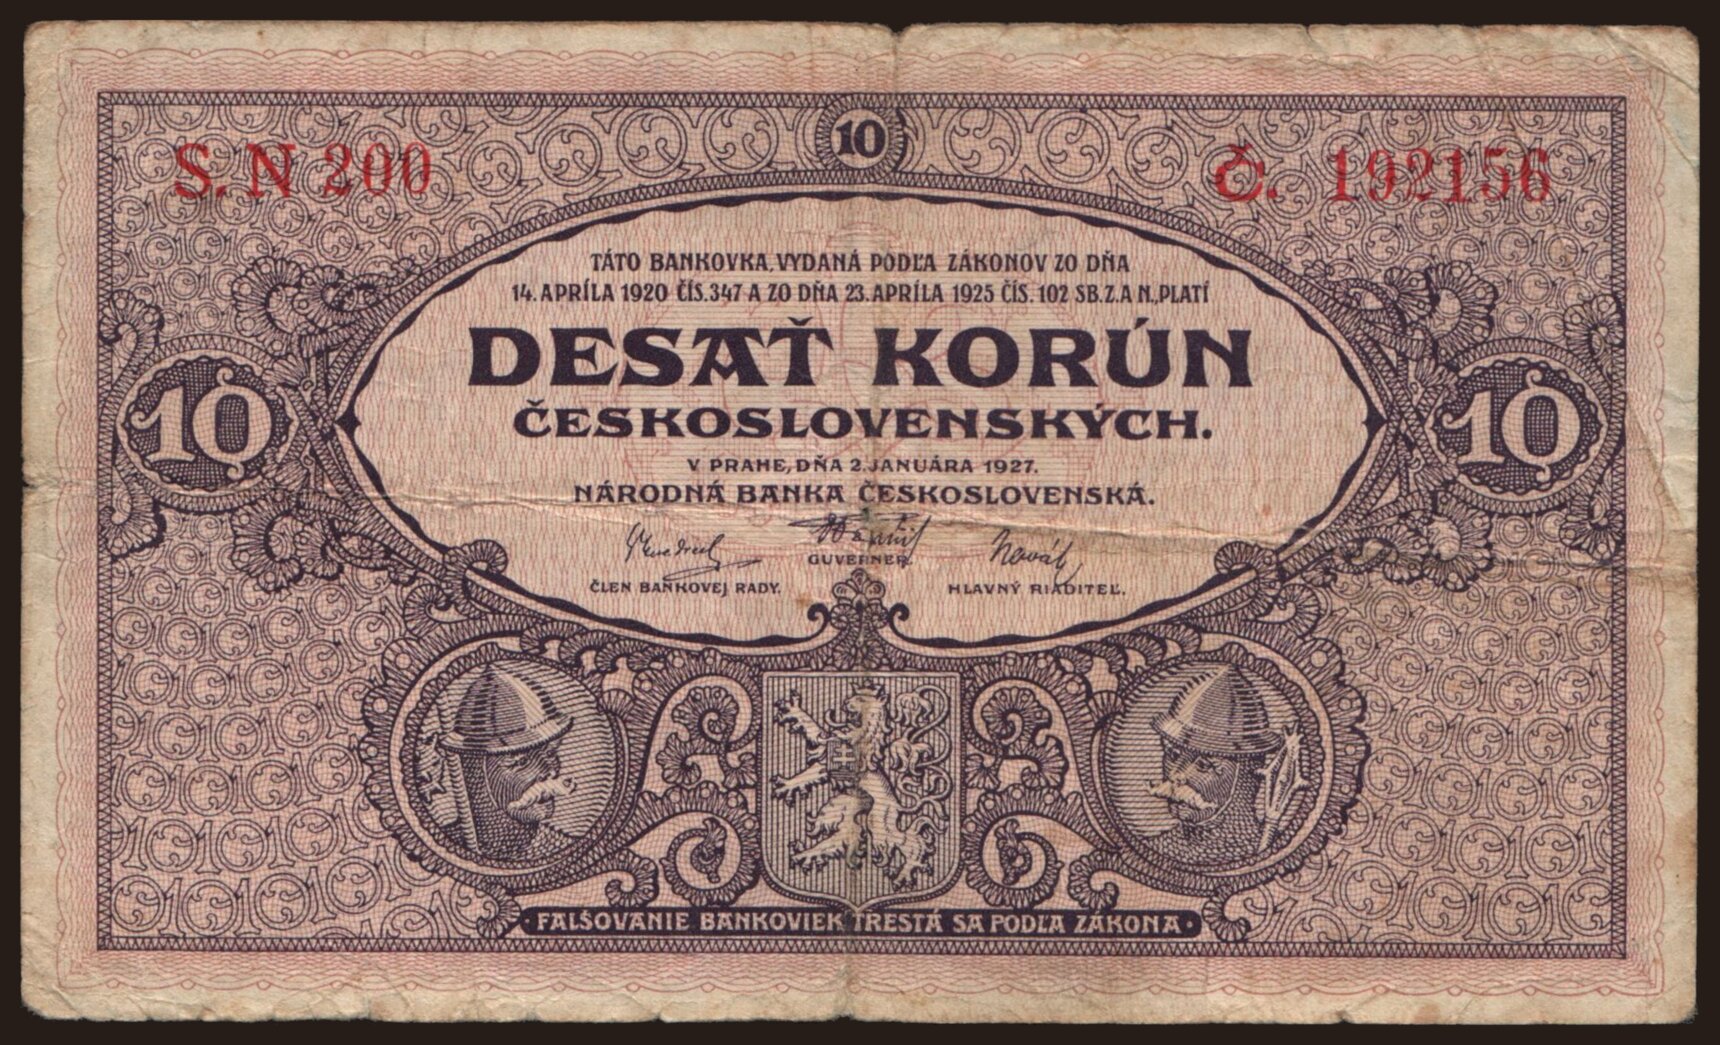 10
S. N 200
Č. 192156
TÁTO BANKOVKA, VYDANÁ PODĽA ZÁKONOV ZO DŇA
14. APRÍLA 1920 ČÍS. 347 A ZO DŇA 23. APRÍLA 1925 ČÍS. 102 SB. Z. A N., PLATÍ
DESAŤ KORÚN
ČESKOSLOVENSKÝCH.
10
10
V PRAHE, DŇA 2. JANUÁRA 1927.
NÁRODNÁ BANKA ČESKOSLOVENSKÁ.
Novák
GUVERNER.
ČLEN BANKOVEJ RADY.
HLAVNÝ RIADITEĽ.
· FALŠOVANIE BANKOVIEK TRESTÁ SA PODĽA ZÁKONA ·